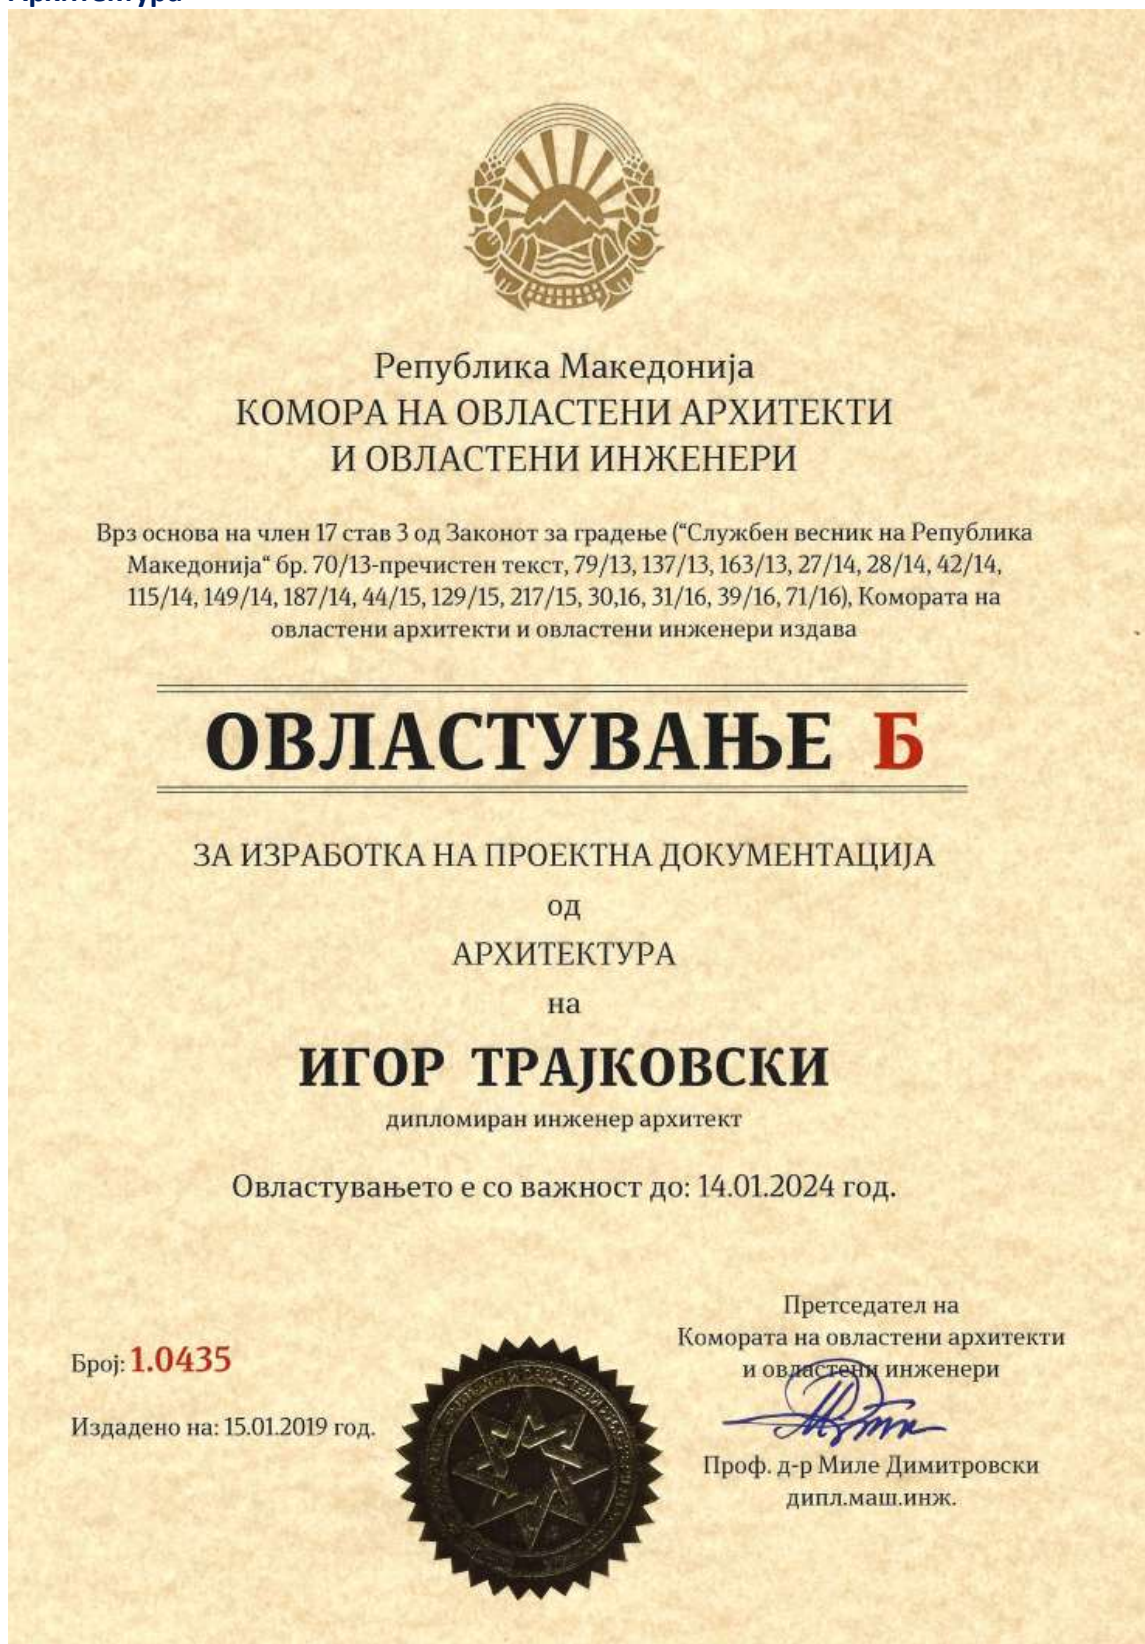 Архитектура
Република Македонија
КОМОРА НА ОВЛАСТЕНИ АРХИТЕКТИ
И ОВЛАСТЕНИ ИНЖЕНЕРИ
Врз основа на член 17 став 3 од Законот за градење (“Службен весник на Република
Македонија“ бр. 70/13-пречистен текст, 79/13, 137/13, 163/13, 27/14, 28/14, 42/14,
115/14, 149/14, 187/14, 44/15, 129/15, 217/15, 30,16, 31/16, 39/16, 71/16), Комората на
овластени архитекти и овластени инженери издава
ОВЛАСТУВАЊЕ Б
ЗА ИЗРАБОТКА НА ПРОЕКТНА ДОКУМЕНТАЦИЈА
од
АРХИТЕКТУРА
на
ИГОР ТРАЈКОВСКИ
дипломиран инженер архитект
Овластувањето е со важност до: 14.01.2024 год.
Број: 1.0435
Издадено на: 15.01.2019 год.
Претседател на
Комората на овластени архитекти
и овластени инженери
Проф. д-р Миле Димитровски
дипл.маш.инж.